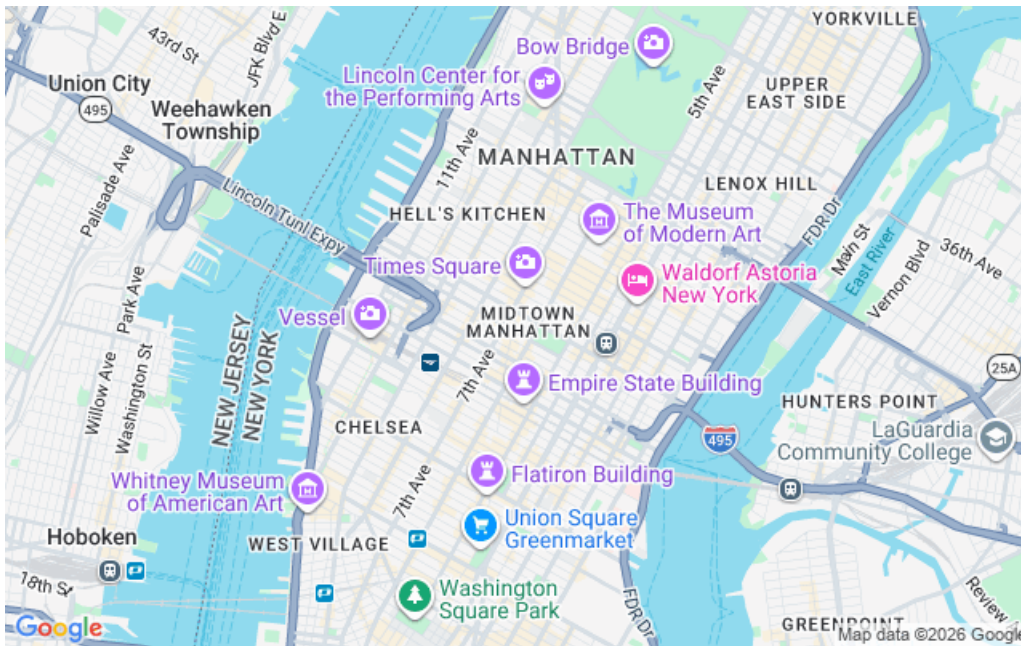 YORKVILLE
43rd St
JFK Blvd E
Bow Bridge
Union City
495
Lincoln Center for
the Performing Arts
5th Ave
UPPER
EAST SIDE
Weehawken
Township
11th Ave
MANHATTAN
Palisade Ave
Lincoln Tunl Expy
LENOX HILL
HELL'S KITCHEN
The Museum
of Modern Art
FDR Dr
Main St
East River
36th Ave
Vernon Blvd
Times Square
Waldorf Astoria
New York
Park Ave
Vessel
MIDTOWN
MANHATTAN
NEW JERSEY
NEW YORK
Willow Ave
Washington St
7th Ave
Empire State Building
25A
HUNTERS POINT
CHELSEA
495
LaGuardia
Community College
Whitney Museum
of American Art
7th Ave
Flatiron Building
Union Square
Greenmarket
Hoboken
WEST VILLAGE
18th St
Washington
Square Park
FDR Dr
Review
GREENPOINT
Google
Map data ©2026 Google